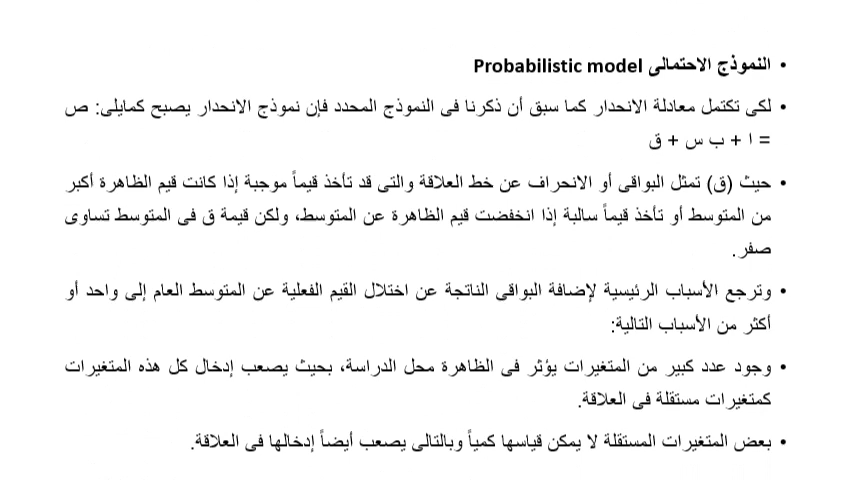 • النموذج الاحتمالى Probabilistic model
• لكى تكتمل معادلة الانحدار كما سبق أن ذكرنا فى النموذج المحدد فإن نموذج الانحدار يصبح كمايلى: ص
= ا + ب س + ق
• حيث (ق) تمثل البواقى أو الانحراف عن خط العلاقة والتى قد تأخذ قيماً موجبة إذا كانت قيم الظاهرة أكبر
من المتوسط أو تأخذ قيماً سالبة إذا انخفضت قيم الظاهرة عن المتوسط، ولكن قيمة ق فى المتوسط تساوى
صفر.
• وترجع الأسباب الرئيسية لإضافة البواقى الناتجة عن اختلال القيم الفعلية عن المتوسط العام إلى واحد أو
أكثر من الأسباب التالية:
• وجود عدد كبير من المتغيرات يؤثر فى الظاهرة محل الدراسة، بحيث يصعب إدخال كل هذه المتغيرات
كمتغيرات مستقلة فى العلاقة.
• بعض المتغيرات المستقلة لا يمكن قياسها كمياً وبالتالى يصعب أيضاً إدخالها فى العلاقة.